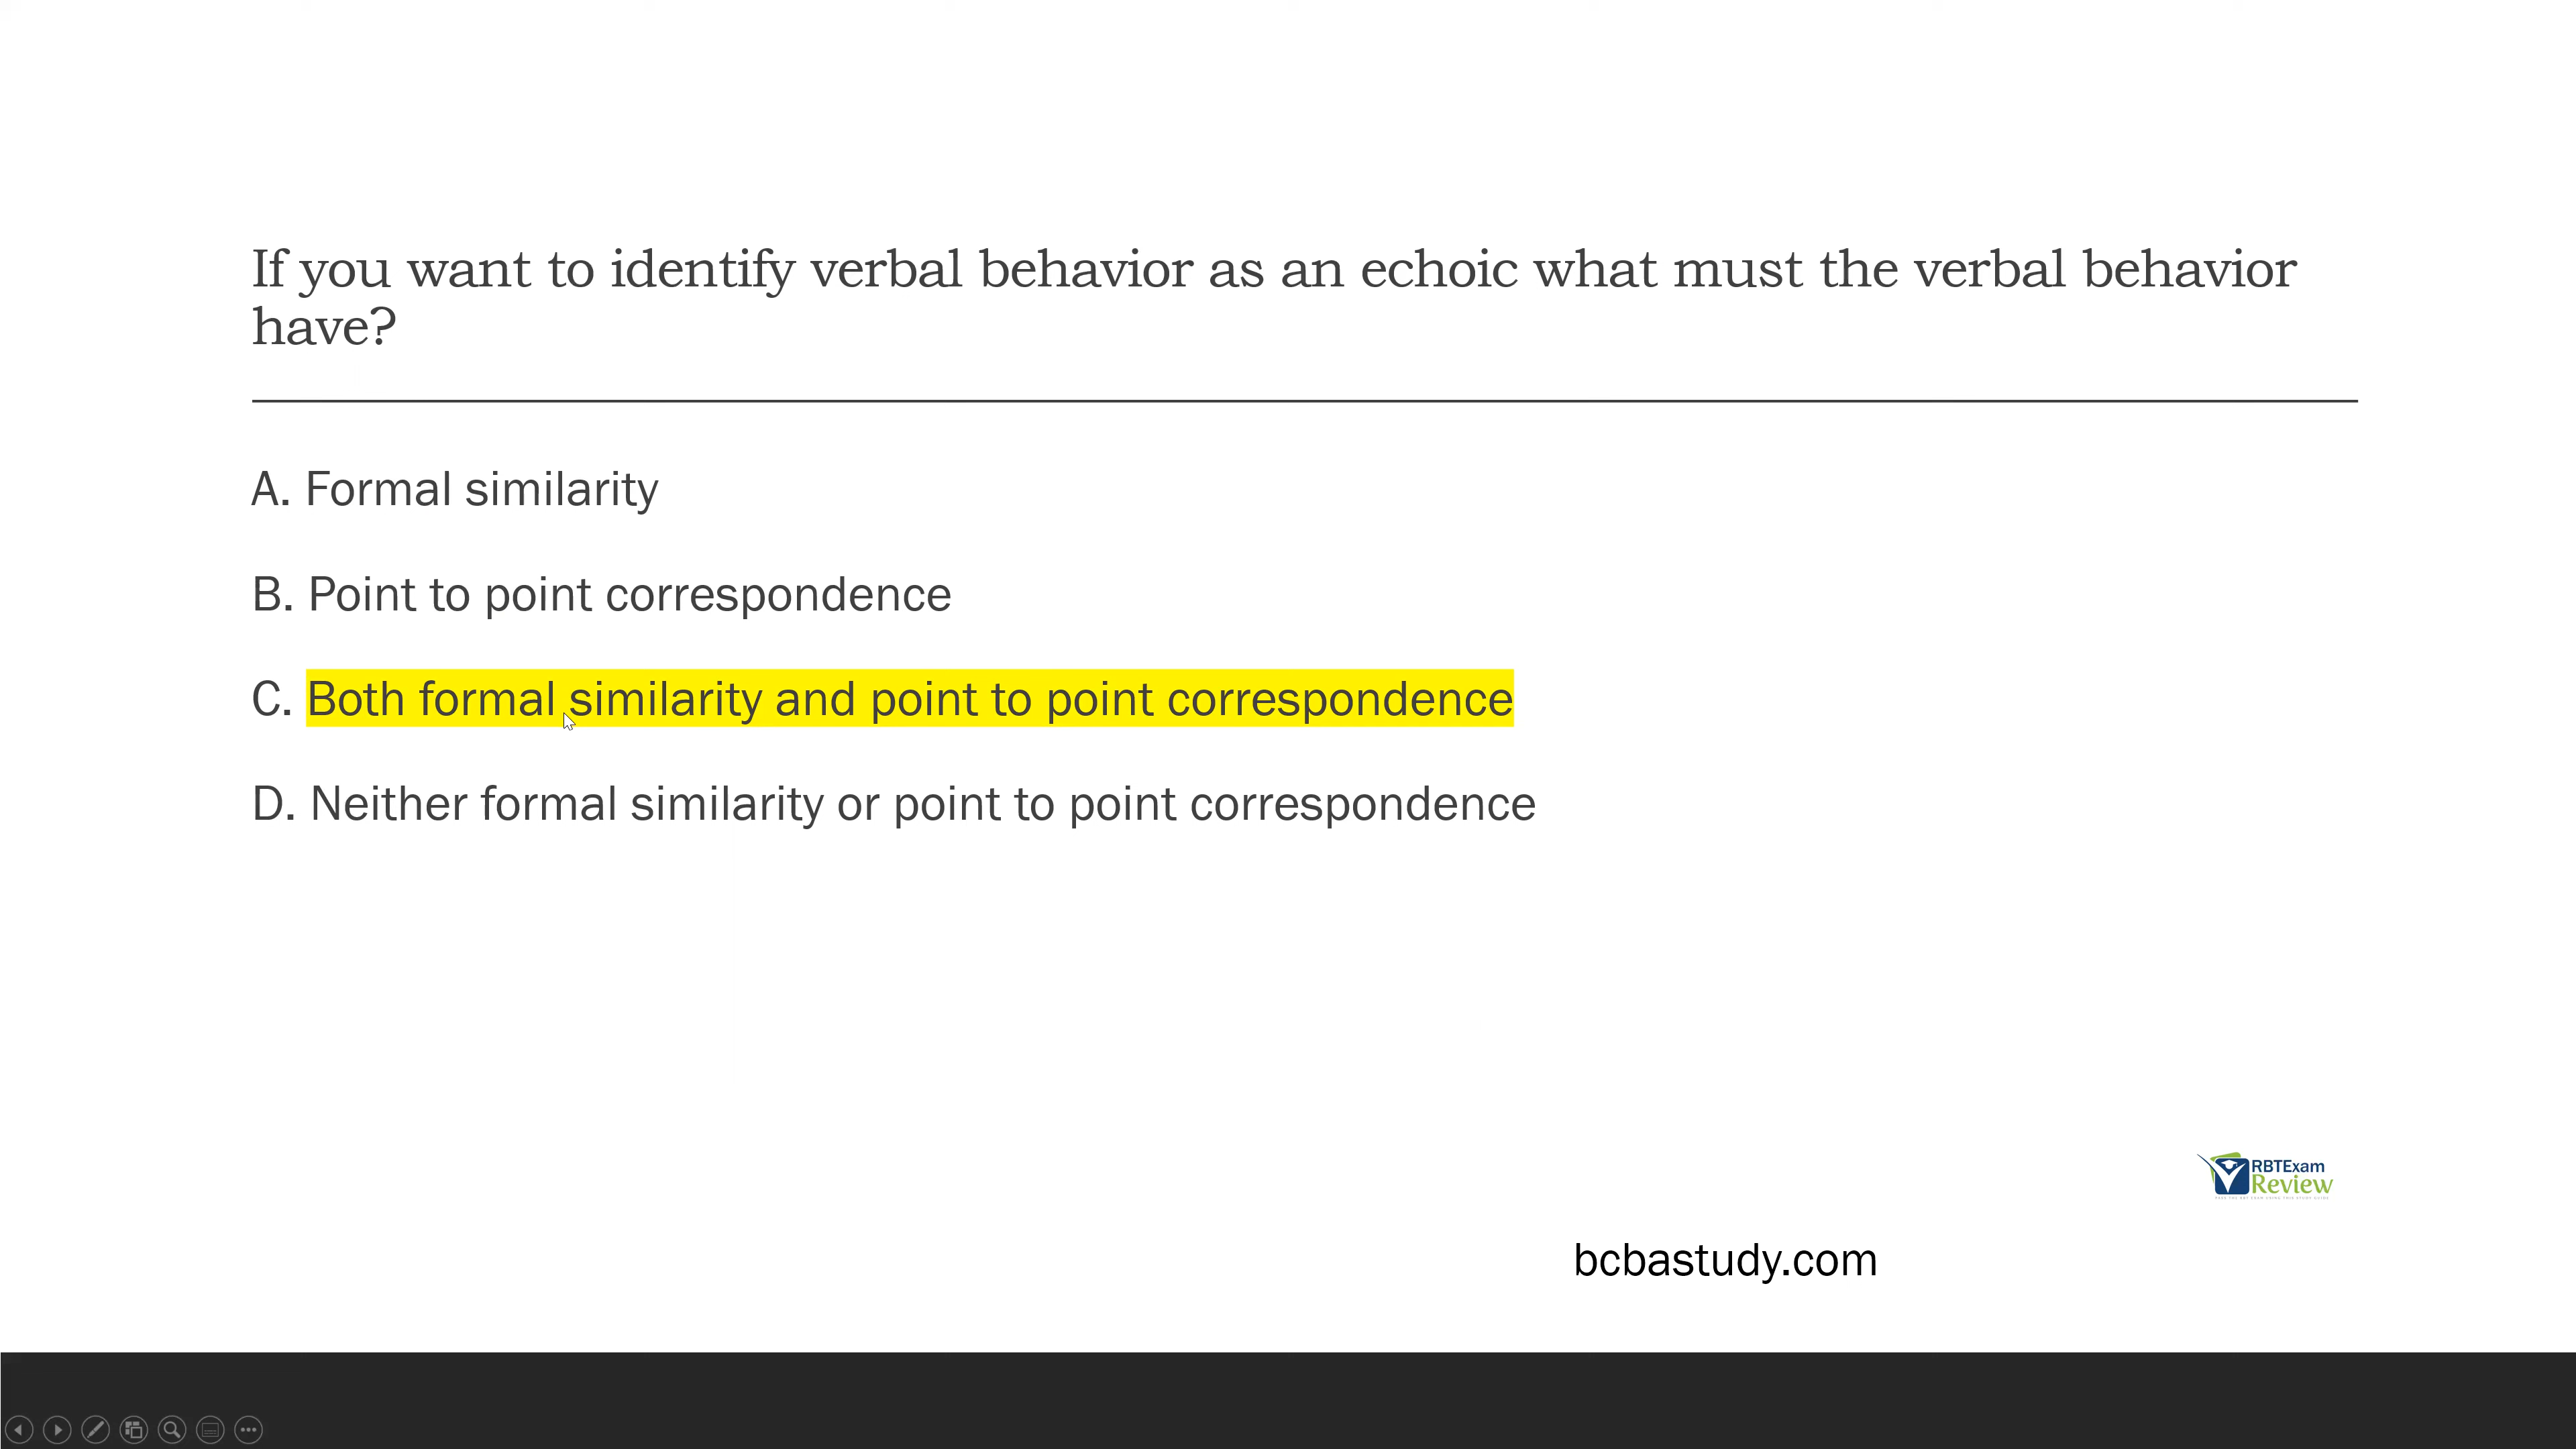 If you want to identify verbal behavior as an echoic what must the verbal behavior
have?
A. Formal similarity
B. Point to point correspondence
C. Both formal similarity and point to point correspondence
D. Neither formal similarity or point to point correspondence
RBTExam
Review
bcbastudy.com